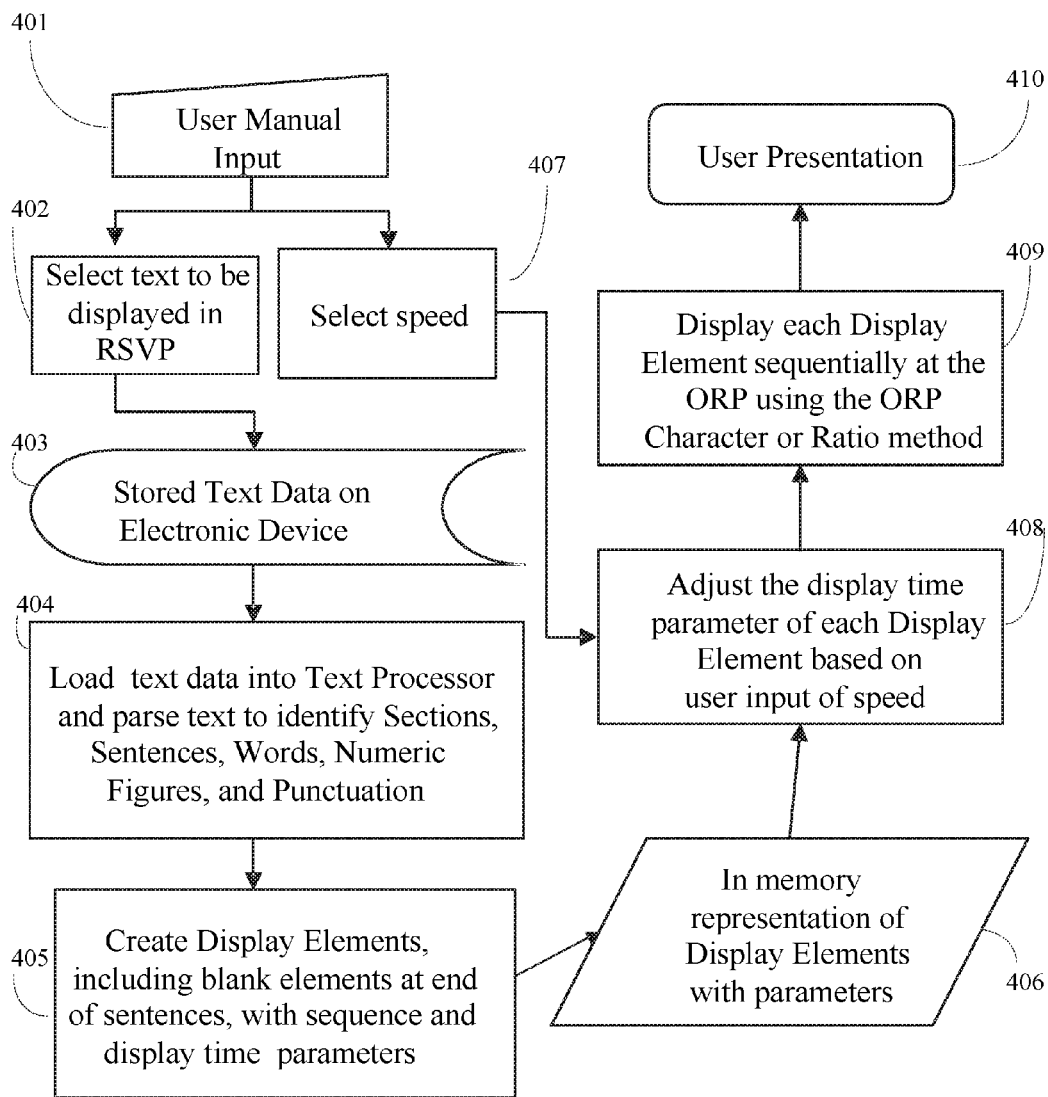 401
User Manual
Input
402
Select text to be
displayed in
RSVP
407
Select speed
403
Stored Text Data on
Electronic Device
404
Load text data into Text Processor
and parse text to identify Sections,
Sentences, Words, Numeric
Figures, and Punctuation
405
Create Display Elements,
including blank elements at end
of sentences, with sequence and
display time parameters
In memory
representation of
Display Elements
with parameters
406
Adjust the display time
parameter of each Display
Element based on
user input of speed
408
Display each Display
Element sequentially at the
ORP using the ORP
Character or Ratio method
409
User Presentation
410